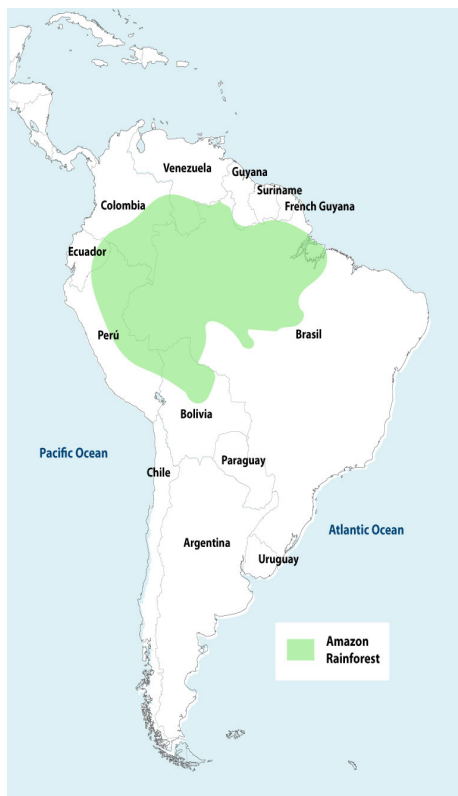 Venezuela
Guyana
Suriname
French Guyana
Colombia
Ecuador
Perú
Brasil
Bolivia
Pacific Ocean
Paraguay
Chile
Atlantic Ocean
Argentina
Uruguay
Amazon
Rainforest